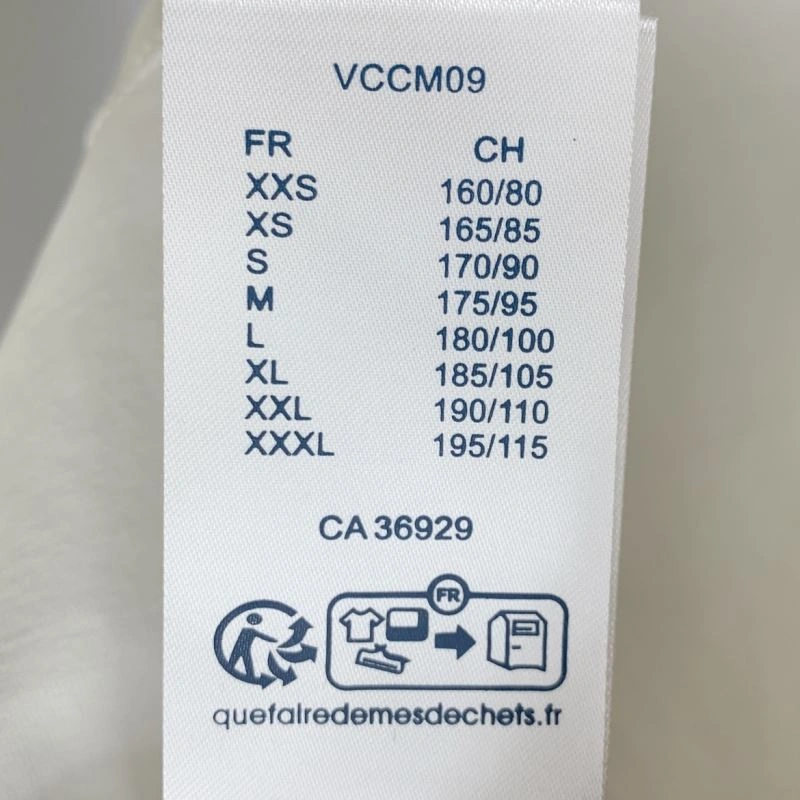 VCCM09
FR CH
XXS 160/80
XS 165/85
S 170/90
M 175/95
L 180/100
XL 185/105
XXL 190/110
XXXL 195/115
CA 36929
FR
quefairedemesdechets.fr